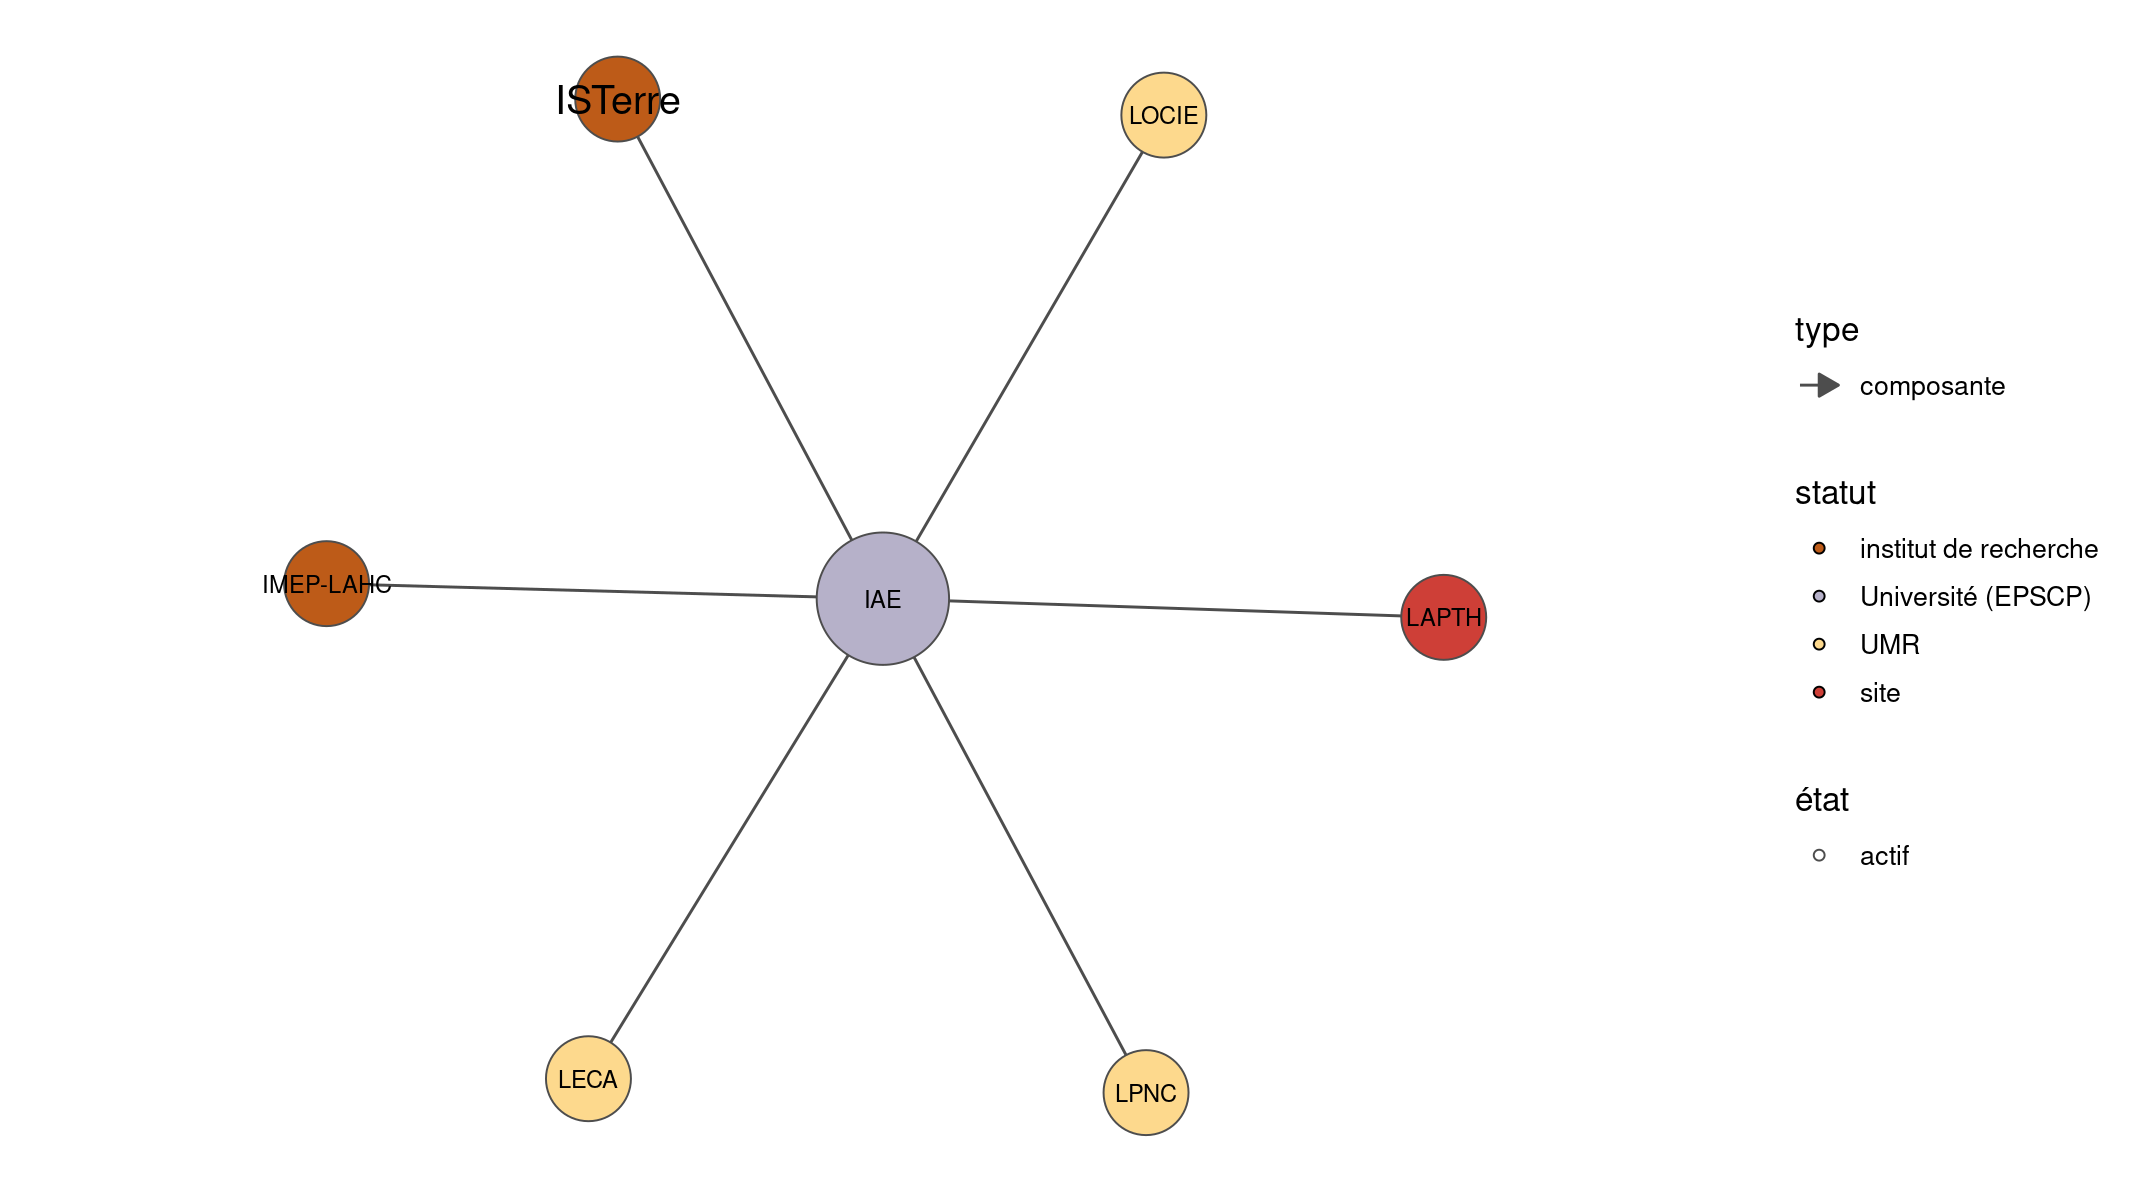 ISTerre
LOCIE
IMEP-LAHC
IAE
LAPTH
LECA
LPNC
type
composante
statut
institut de recherche
Université (EPSCP)
UMR
site
état
actif